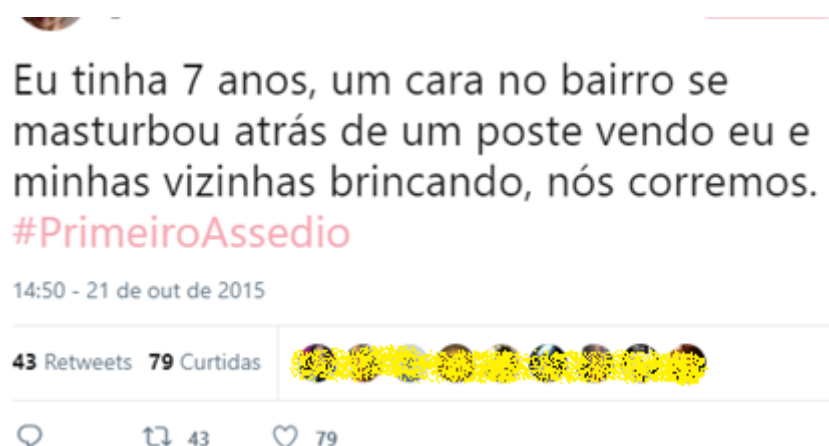 Eu tinha 7 anos, um cara no bairro se
masturbou atrás de um poste vendo eu e
minhas vizinhas brincando, nós corremos.
#PrimeiroAssedio
14:50 - 21 de out de 2015
43 Retweets 79 Curtidas
43 79